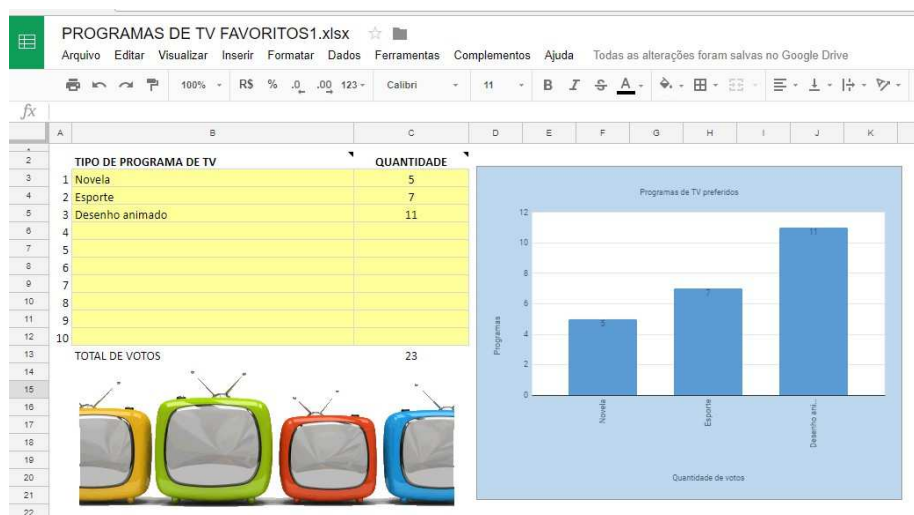 PROGRAMAS DE TV FAVORITOS1.xlsx
Arquivo Editar Visualizar Inserir Formatar Dados Ferramentas Complementos Ajuda Todas as alterações foram salvas no Google Drive
100% R$ % .0 .00 123 Calibri 11 B I S A
fx
A B C D E F G H I J K
2 TIPO DE PROGRAMA DE TV QUANTIDADE
3 1 Novela 5
4 2 Esporte 7
5 3 Desenho animado 11
6 4
7 5
8 6
9 7
10 8
11 9
12 10
13 TOTAL DE VOTOS 23
14
15
16
17
18
19
20
21
22
Programas de TV preferidos
12
10
8
6
4
2
0
Programas
5 7 11
Novela Esporte Desenho ani...
Quantidade de votos